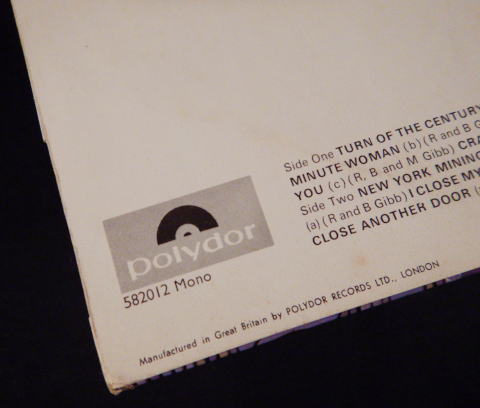 Side One TURN OF THE CENTURY
MINUTE WOMAN (b) (R and B G
YOU (c) (R, B and M Gibb) CRA
Side Two NEW YORK MINING
(a) (R and B Gibb) I CLOSE MY
CLOSE ANOTHER DOOR (
polydor
582012 Mono
Manufactured in Great Britain by POLYDOR RECORDS LTD., LONDON